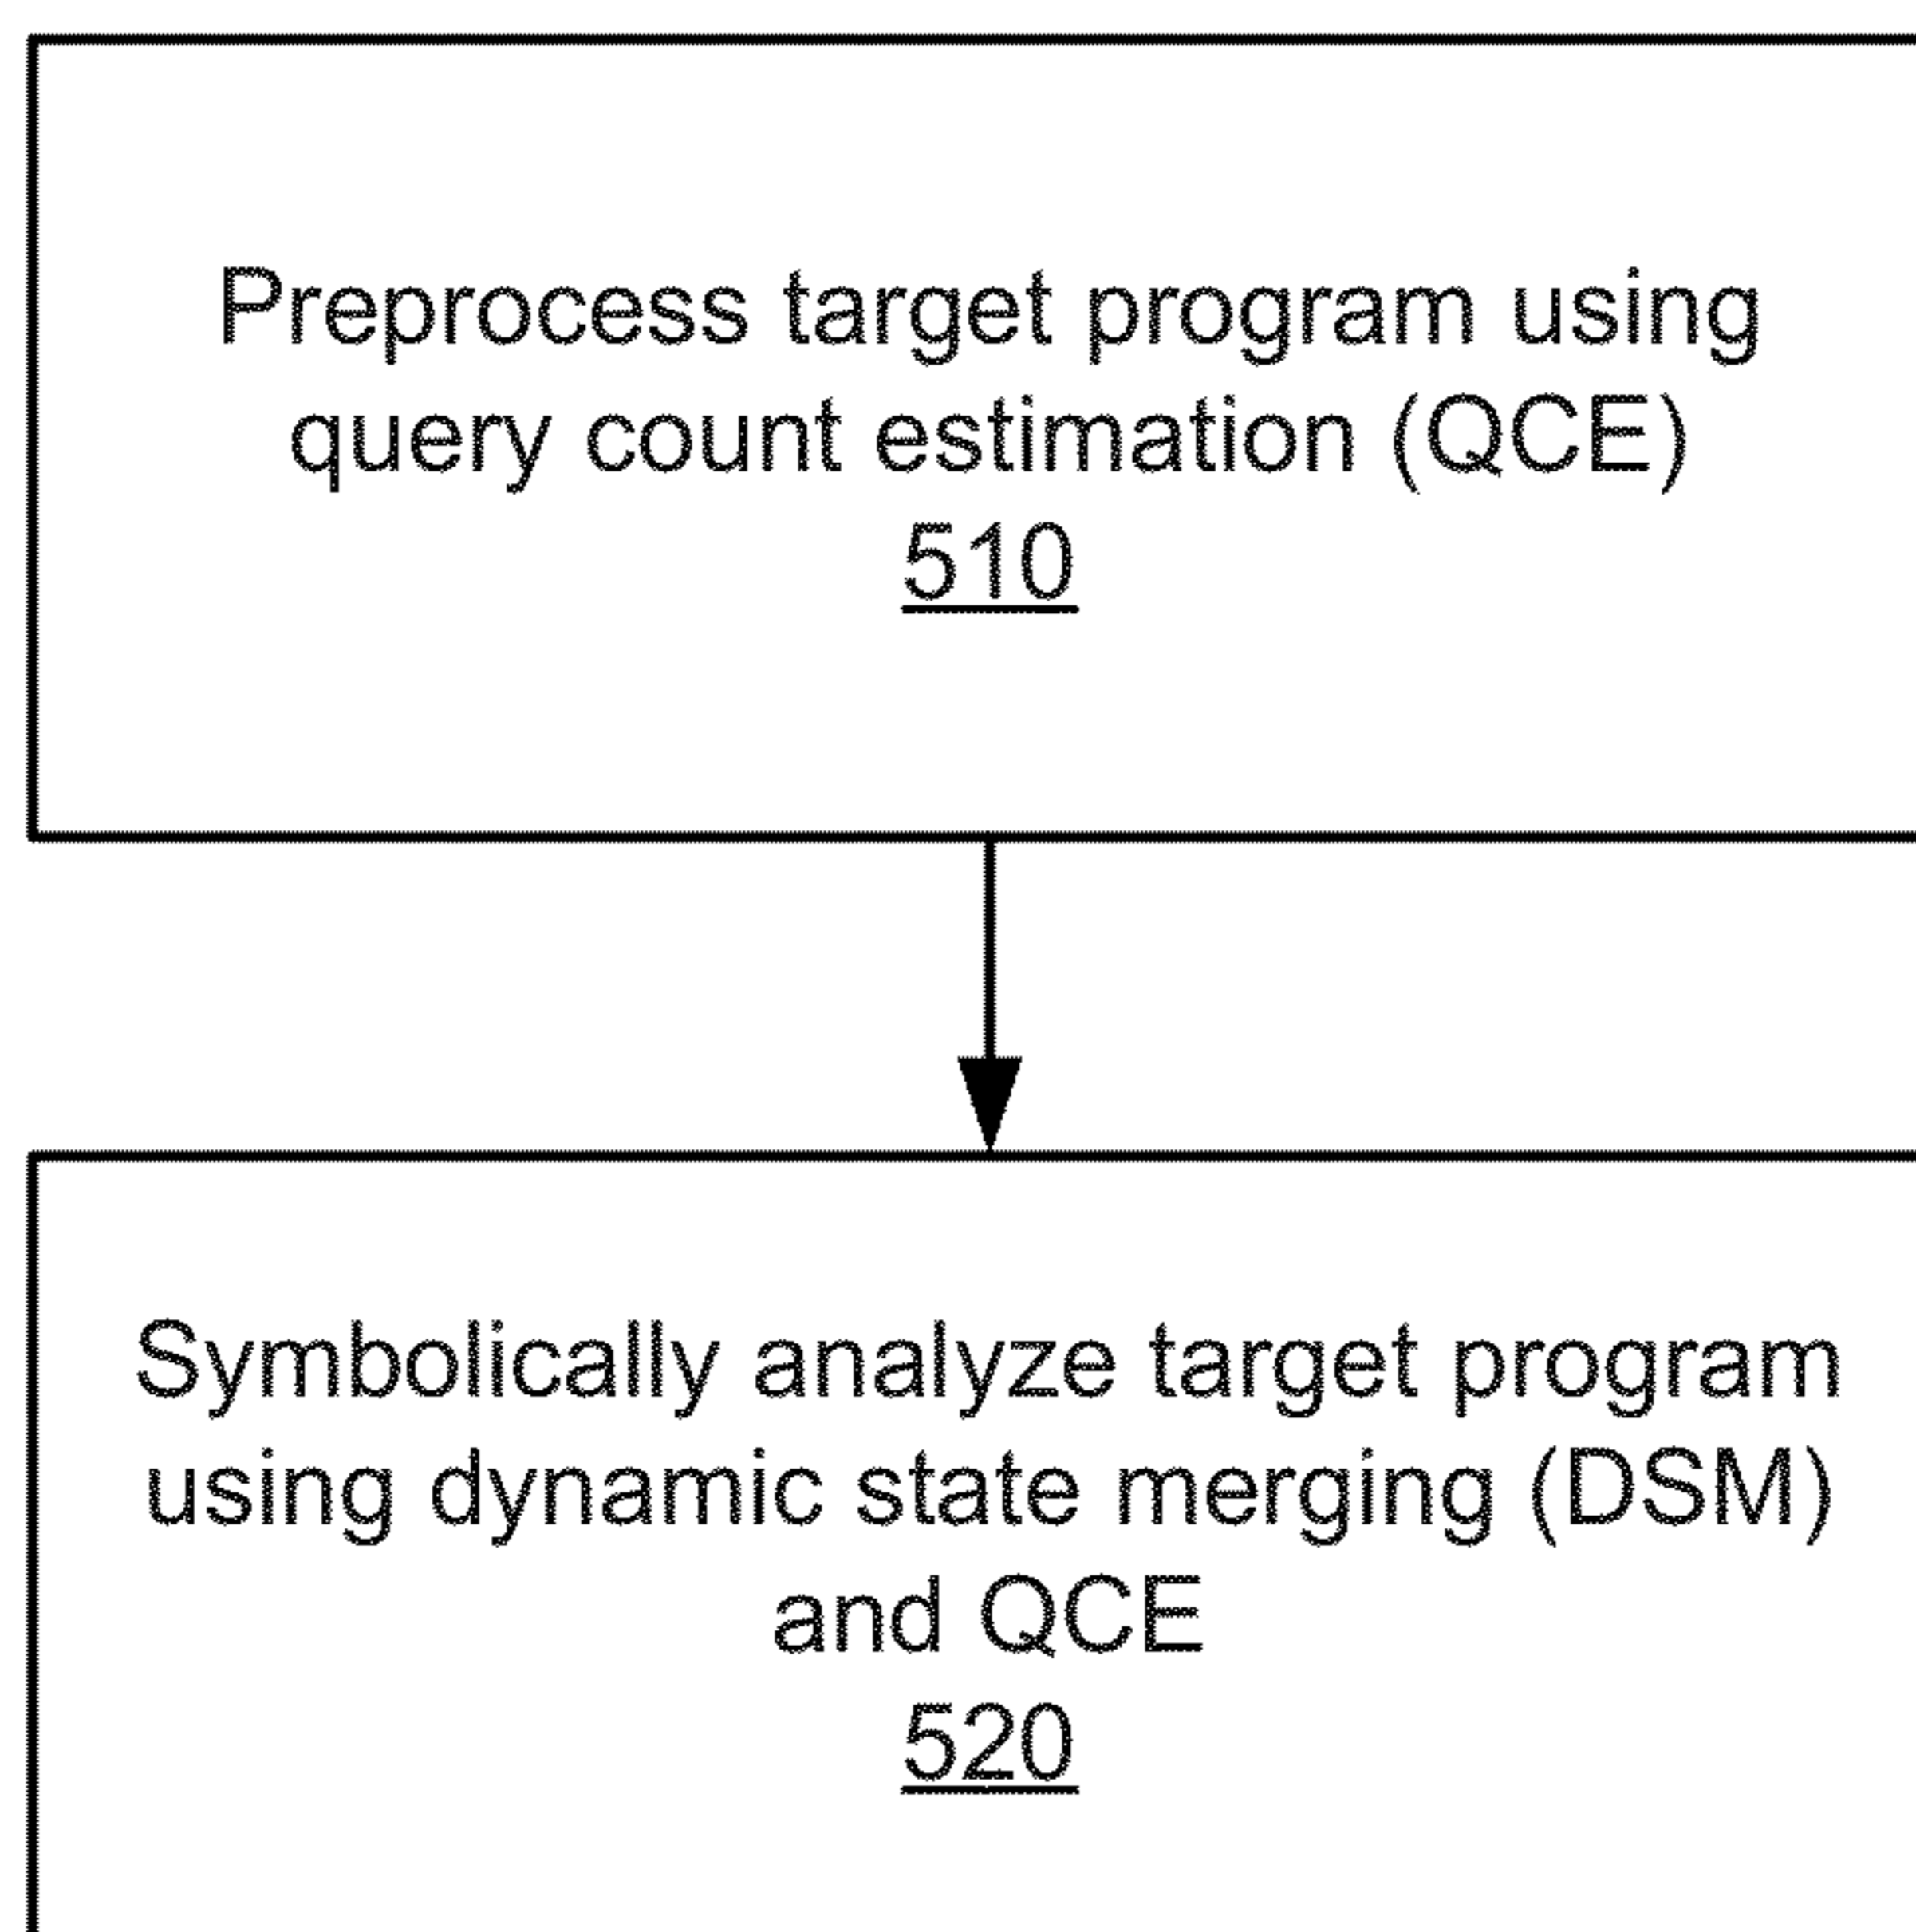 Preprocess target program using
query count estimation (QCE)
510
Symbolically analyze target program
using dynamic state merging (DSM)
and QCE
520